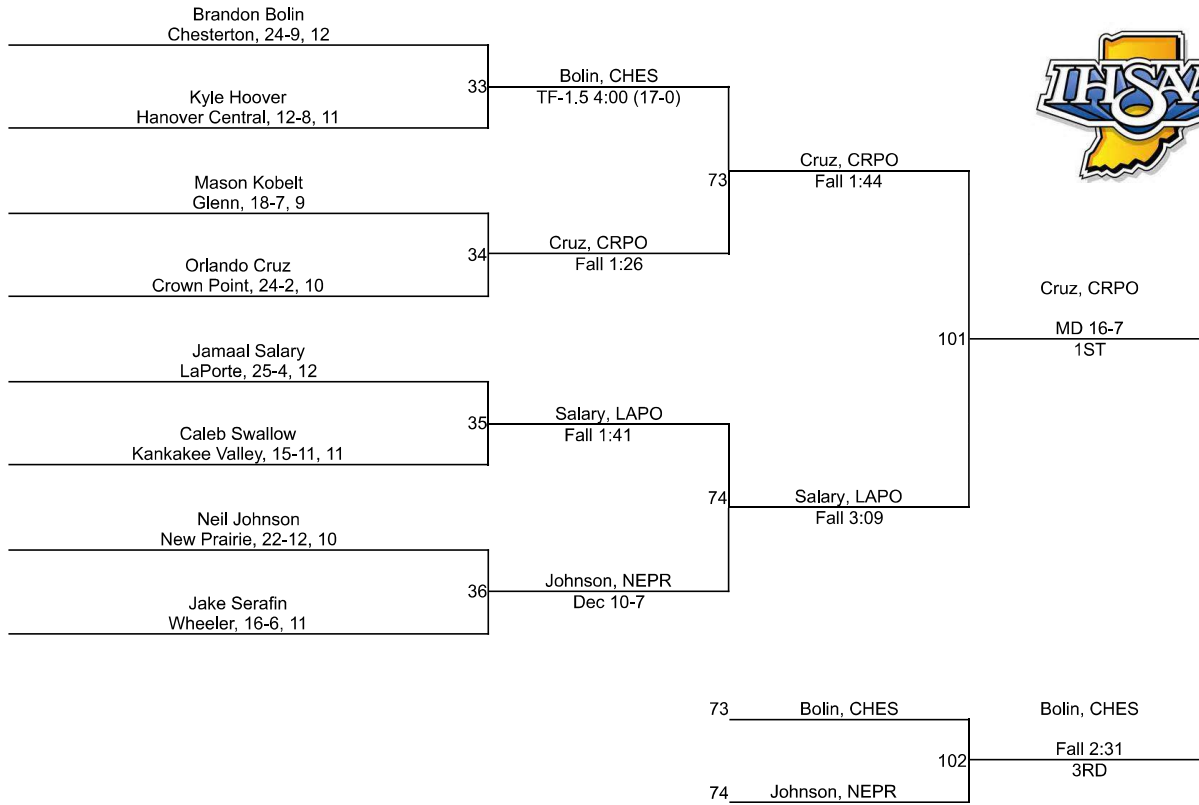 Brandon Bolin
Chesterton, 24-9, 12
33
Kyle Hoover
Hanover Central, 12-8, 11
Bolin, CHES
TF-1.5 4:00 (17-0)
73
Mason Kobelt
Glenn, 18-7, 9
34
Orlando Cruz
Crown Point, 24-2, 10
Cruz, CRPO
Fall 1:26
Cruz, CRPO
Fall 1:44
101
Jamaal Salary
LaPorte, 25-4, 12
35
Caleb Swallow
Kankakee Valley, 15-11, 11
Salary, LAPO
Fall 1:41
74
Neil Johnson
New Prairie, 22-12, 10
36
Jake Serafin
Wheeler, 16-6, 11
Johnson, NEPR
Dec 10-7
Salary, LAPO
Fall 3:09
Cruz, CRPO
MD 16-7
1ST
73
Bolin, CHES
102
74
Johnson, NEPR
Bolin, CHES
Fall 2:31
3RD
IHSAA